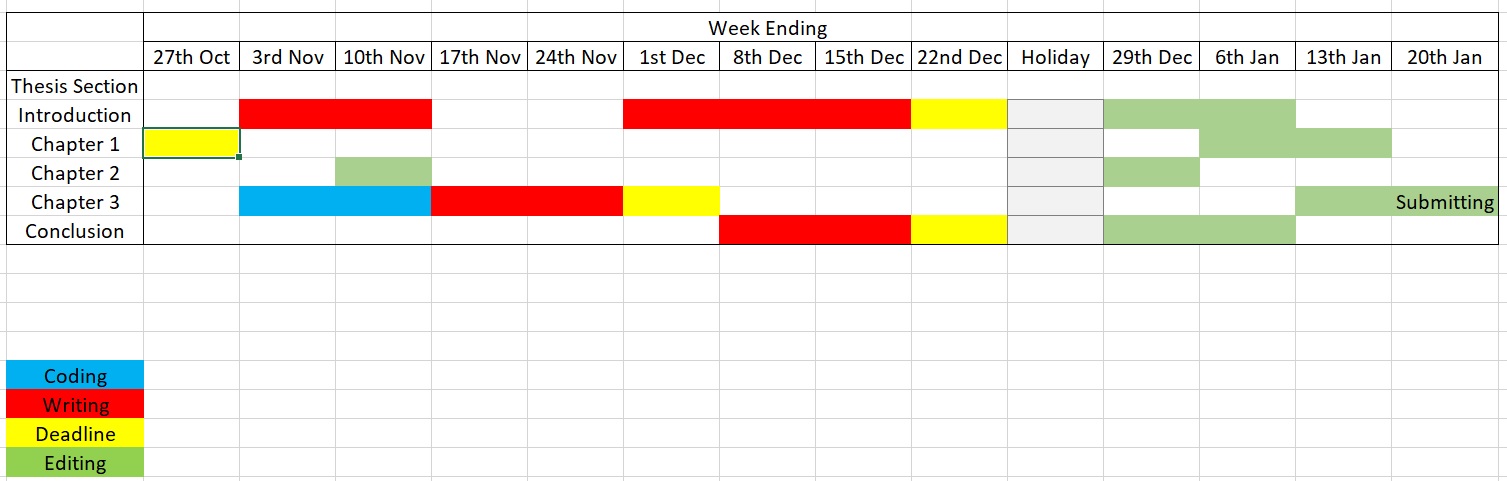 Week Ending
27th Oct 3rd Nov 10th Nov 17th Nov 24th Nov 1st Dec 8th Dec 15th Dec 22nd Dec Holiday 29th Dec 6th Jan 13th Jan 20th Jan
Thesis Section
Introduction
Chapter 1
Chapter 2
Chapter 3 Submitting
Conclusion
Coding
Writing
Deadline
Editing